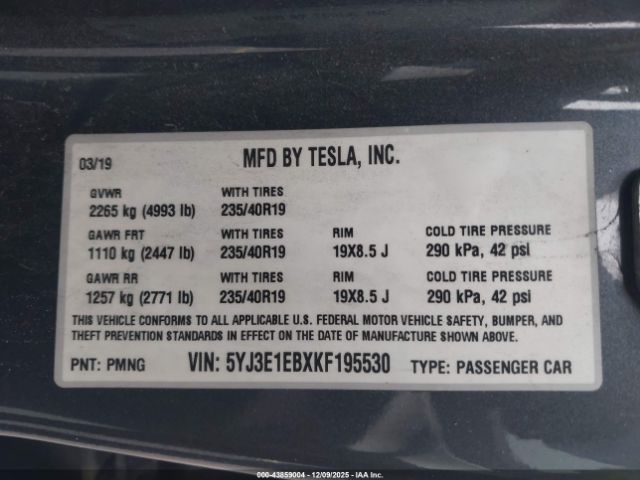 03/19 MFD BY TESLA, INC.
GVWR WITH TIRES
2265 kg (4993 lb) 235/40R19
GAWR FRT WITH TIRES RIM COLD TIRE PRESSURE
1110 kg (2447 lb) 235/40R19 19X8.5 J 290 kPa, 42 psi
GAWR RR WITH TIRES RIM COLD TIRE PRESSURE
1257 kg (2771 lb) 235/40R19 19X8.5 J 290 kPa, 42 psi
THIS VEHICLE CONFORMS TO ALL APPLICABLE U.S. FEDERAL MOTOR VEHICLE SAFETY, BUMPER, AND
THEFT PREVENTION STANDARDS IN EFFECT ON THE DATE OF MANUFACTURE SHOWN ABOVE.
PNT: PMNG VIN: 5YJ3E1EBXKF195530 TYPE: PASSENGER CAR
000-43859004 - 12/09/2025 - IAA Inc.